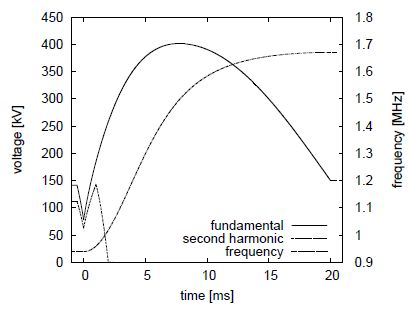 450
400
350
300
250
200
150
100
50
0
voltage [kV]
1.8
1.7
1.6
1.5
1.4
1.3
1.2
1.1
1
0.9
frequency [MHz]
fundamental
second harmonic
frequency
0 5 10 15 20
time [ms]